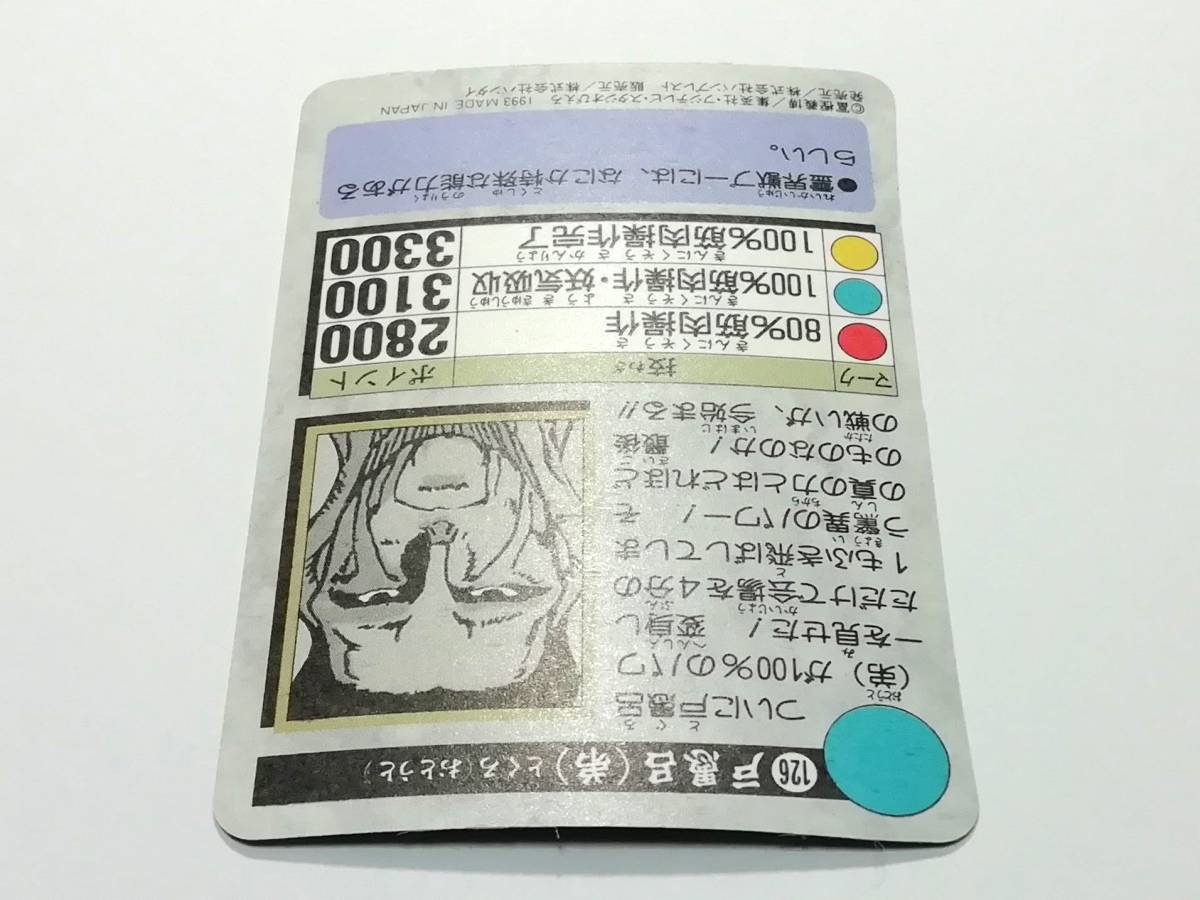 126 戸愚呂(弟) とぐろ(おとうと)
ついに戸愚呂
(弟)が100%のパワ
ーを見せた! 変身し
ただけで会場を4分の
1もふき飛ばしてしま
う驚異のパワー! そ
の真の力とはどれほど
のものなのか! 最後
の戦いが、今始まる!!
マーク 技わざ ポイント
80%筋肉操作 2800
100%筋肉操作・妖気吸収 3100
100%筋肉操作完了 3300
●霊界獣プーには、なにか特殊な能力がある
らしい。
©冨樫義博/集英社・フジテレビ・スタジオぴえろ 1993 MADE IN JAPAN
発売元/株式会社バンプレスト 販売元/株式会社バンダイ